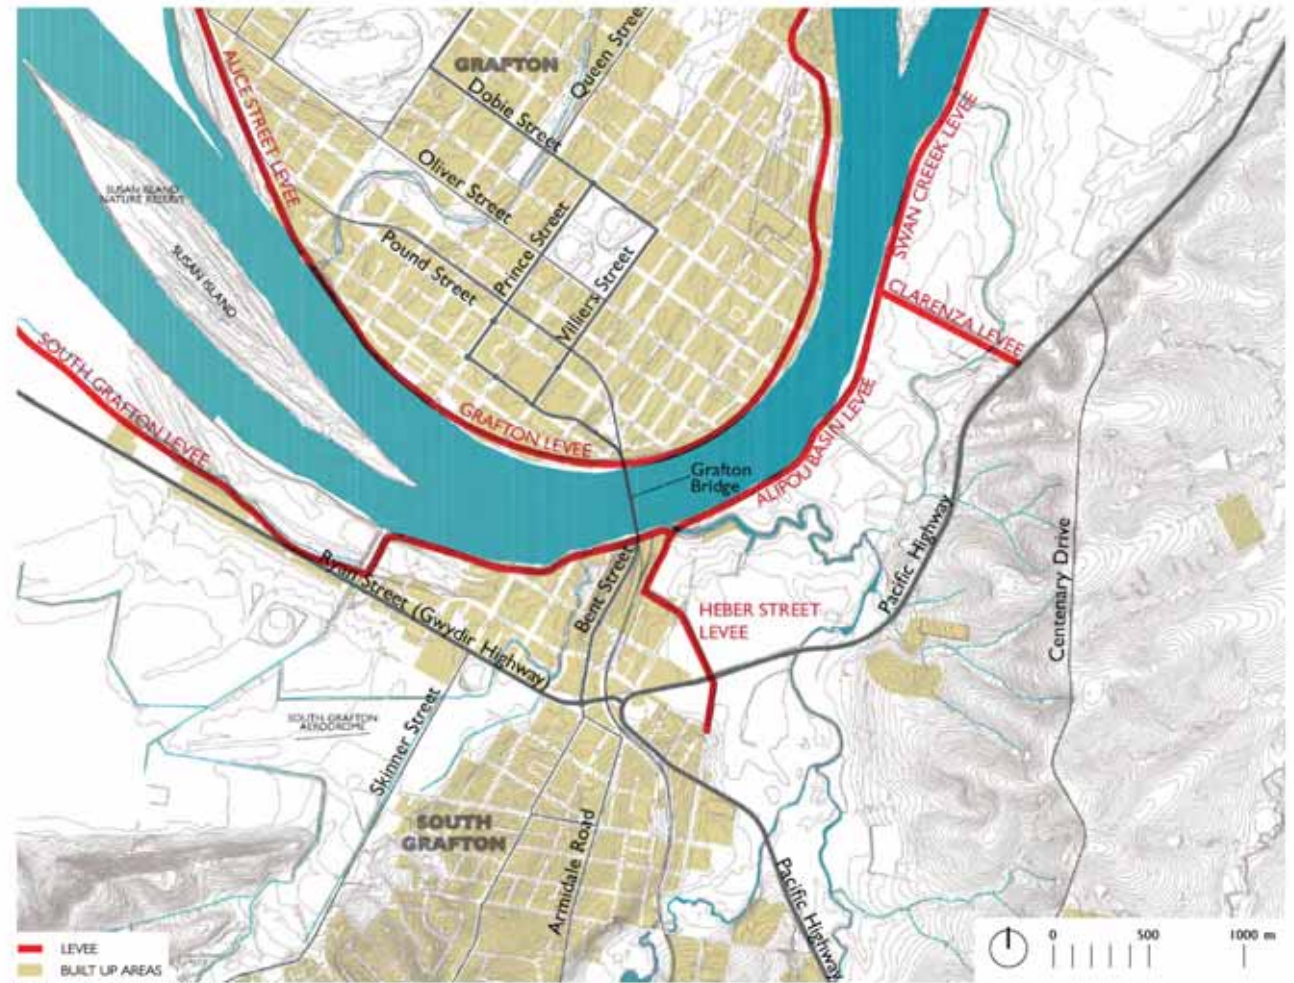 GRAFTON
Queen Street
Dobie Street
ALICE STREET LEVEE
Oliver Street
SWAN CREEEK LEVEE
SUSAN ISLAND
NATURE RESERVE
SUSAN ISLAND
Prince Street
Pound Street
Villiers Street
CLARENZA LEVEE
SOUTH GRAFTON LEVEE
GRAFTON LEVEE
ALIPOU BASIN LEVEE
Grafton
Bridge
Pacific Highway
Centenary Drive
Ryan Street (Gwydir Highway)
Bent Street
HEBER STREET
LEVEE
SOUTH GRAFTON
AERODROME
Skinner Street
SOUTH
GRAFTON
Armidale Road
Pacific Highway
LEVEE
BUILT UP AREAS
0 500 1000 m